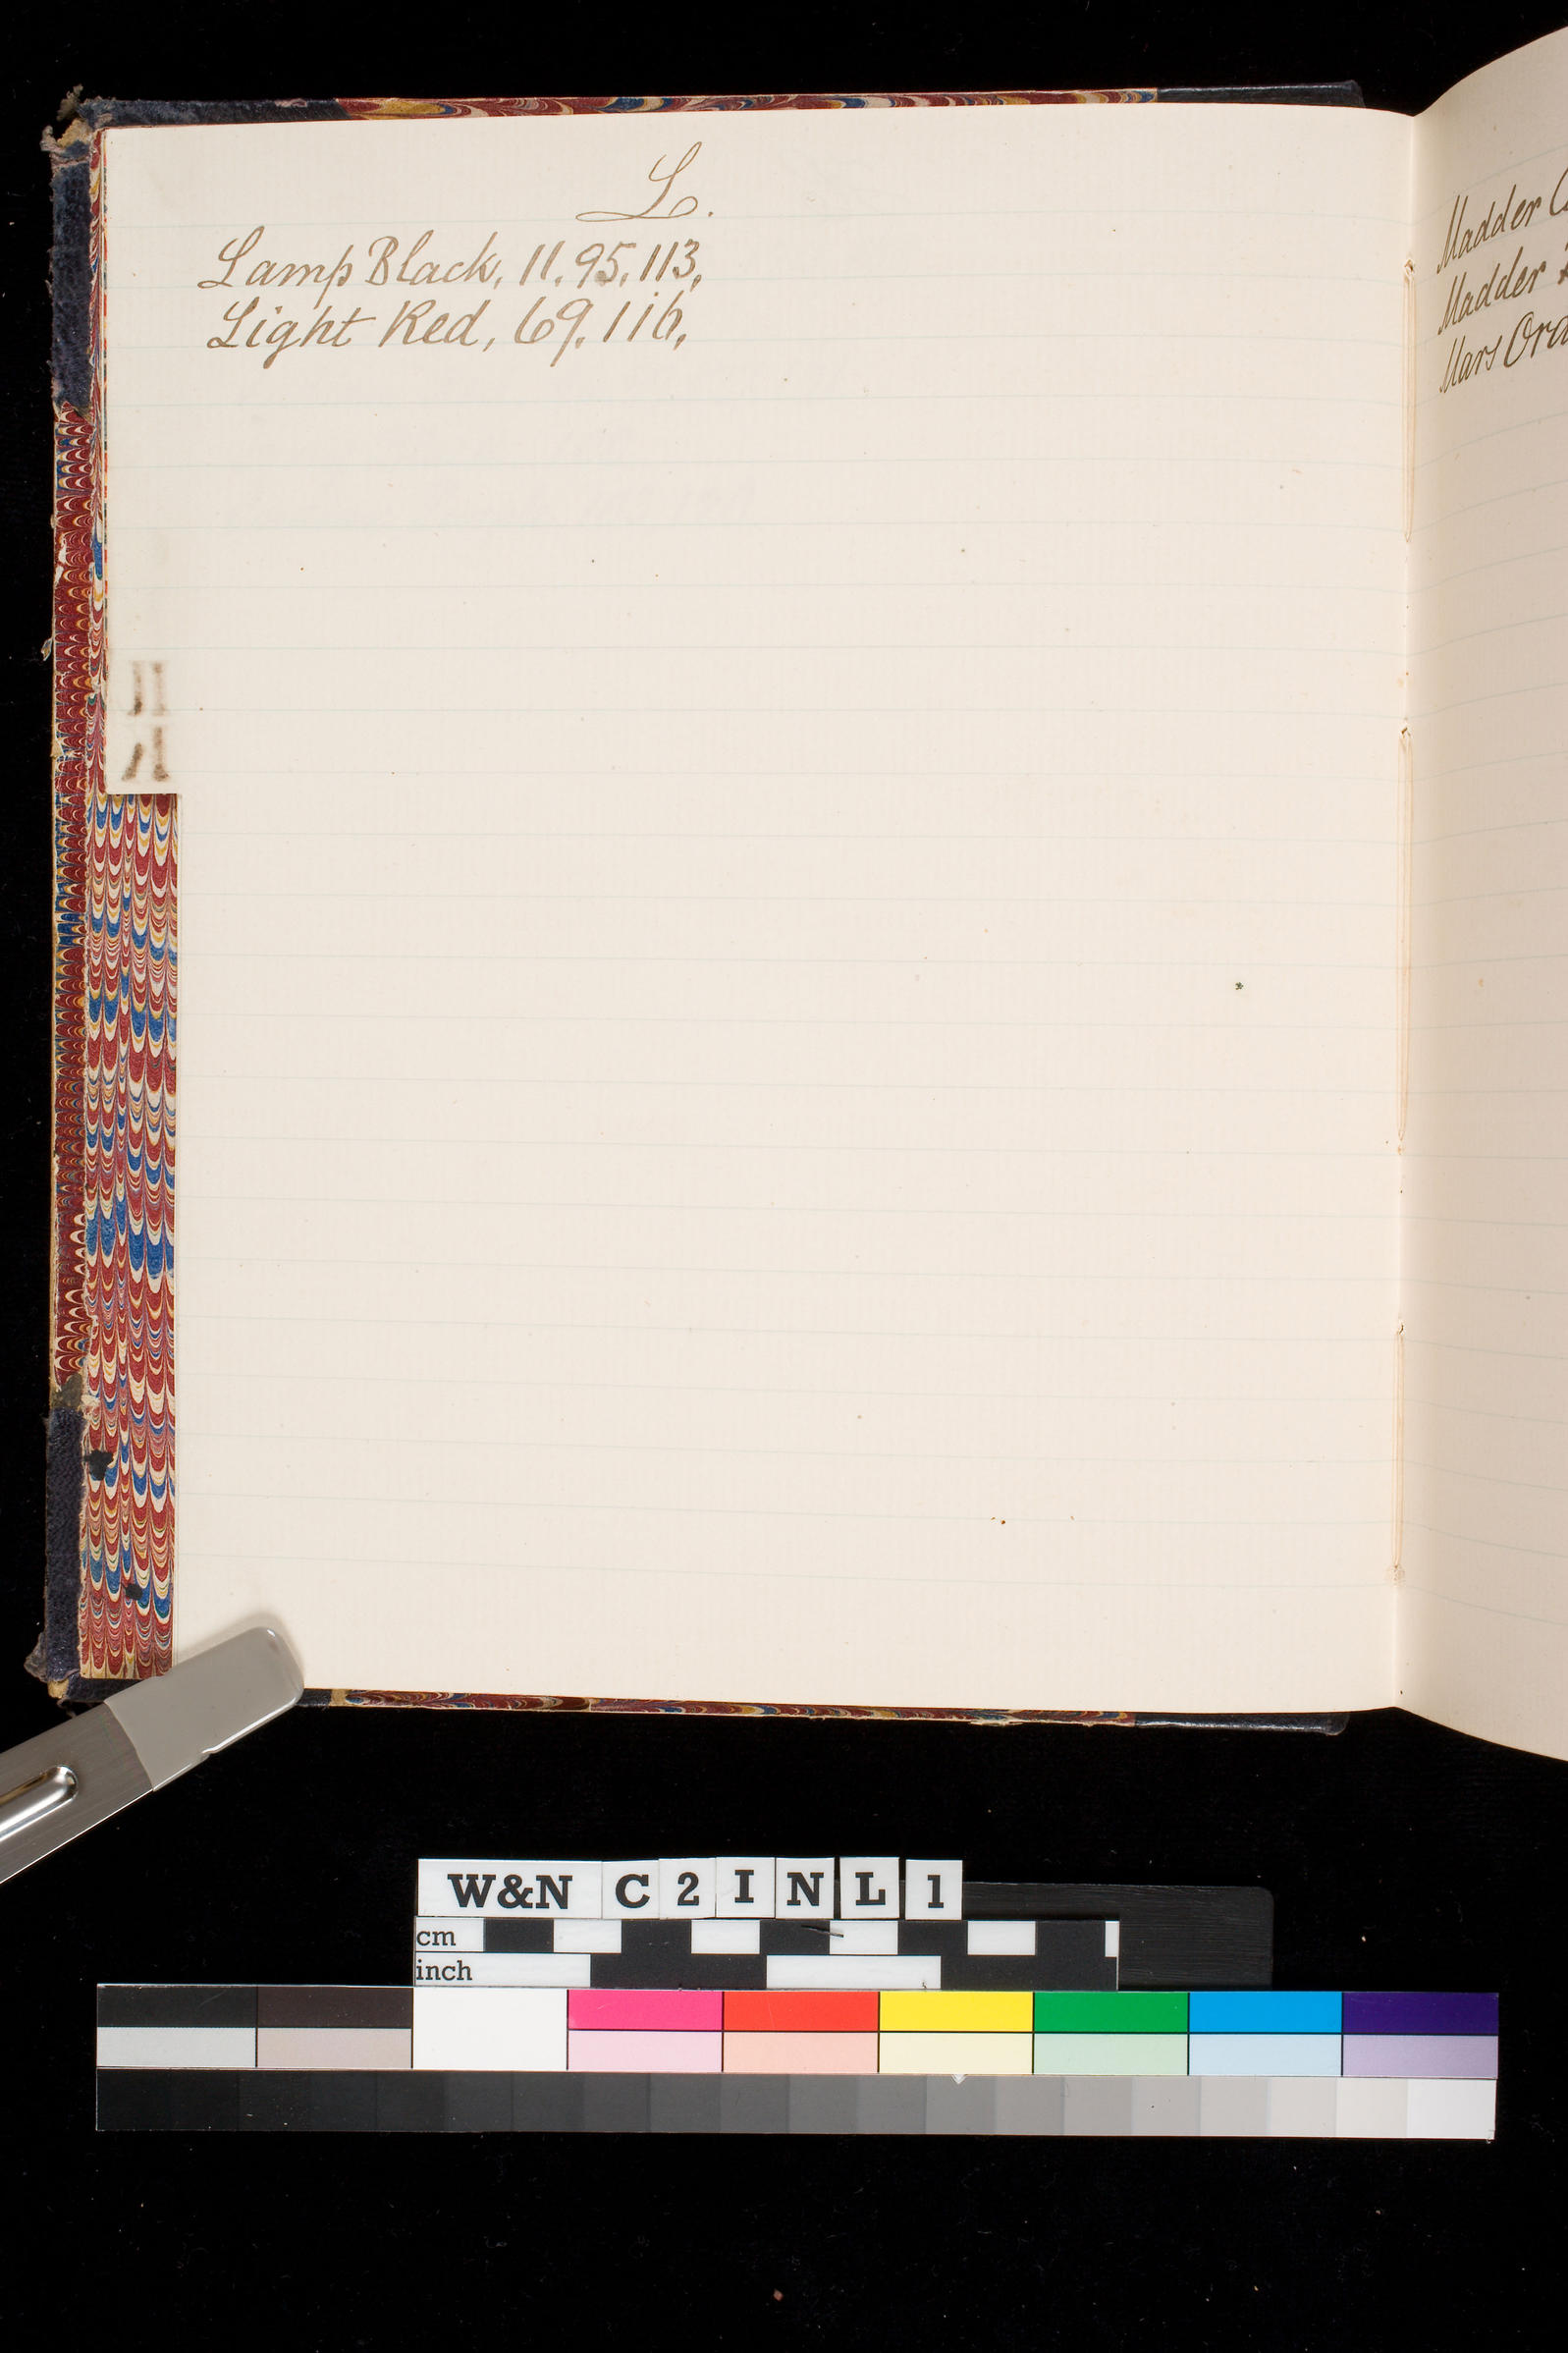 L.
Lamp Black, 11. 95. 113,
Light Red, 69. 116,
Madder
Madder
Mars
W&N C 2 I N L 1
cm
inch